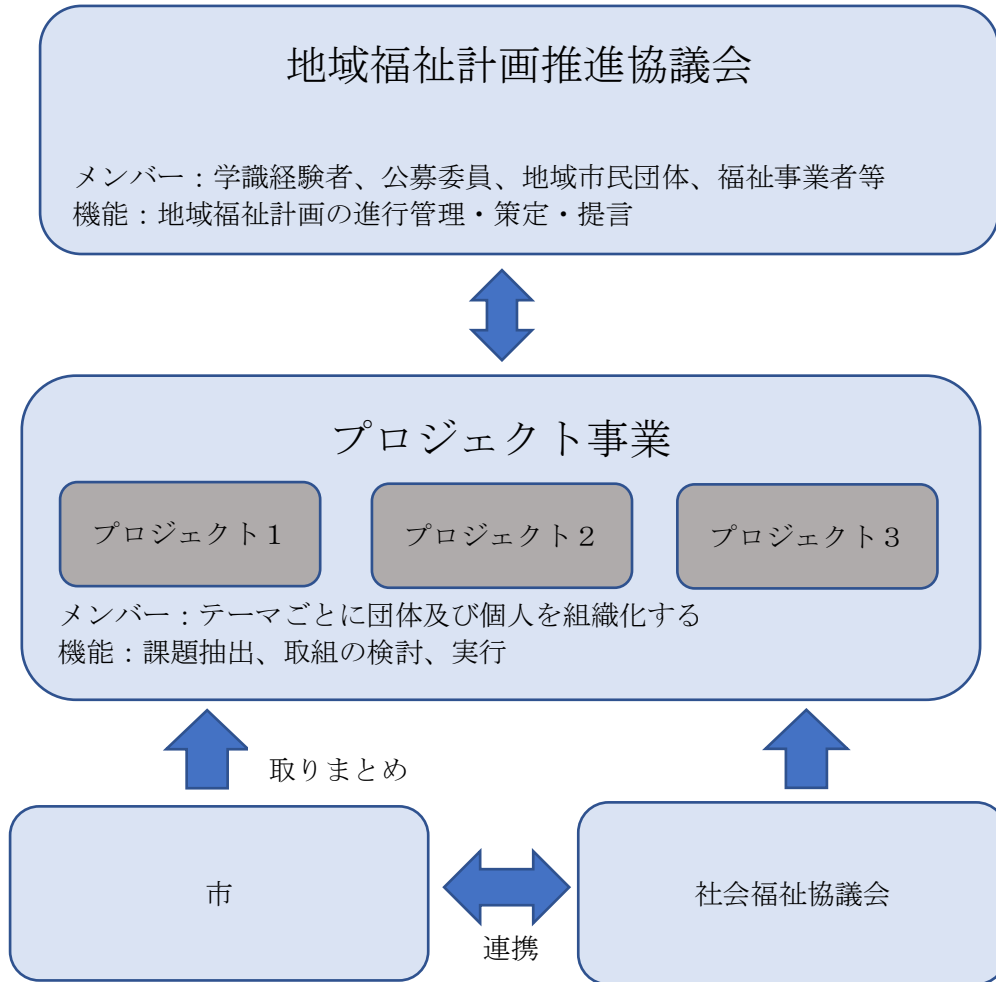 地域福祉計画推進協議会
メンバー：学識経験者、公募委員、地域市民団体、福祉事業者等
機能：地域福祉計画の進行管理・策定・提言
プロジェクト事業
プロジェクト１
プロジェクト２
プロジェクト３
メンバー：テーマごとに団体及び個人を組織化する
機能：課題抽出、取組の検討、実行
取りまとめ
市
連携
社会福祉協議会